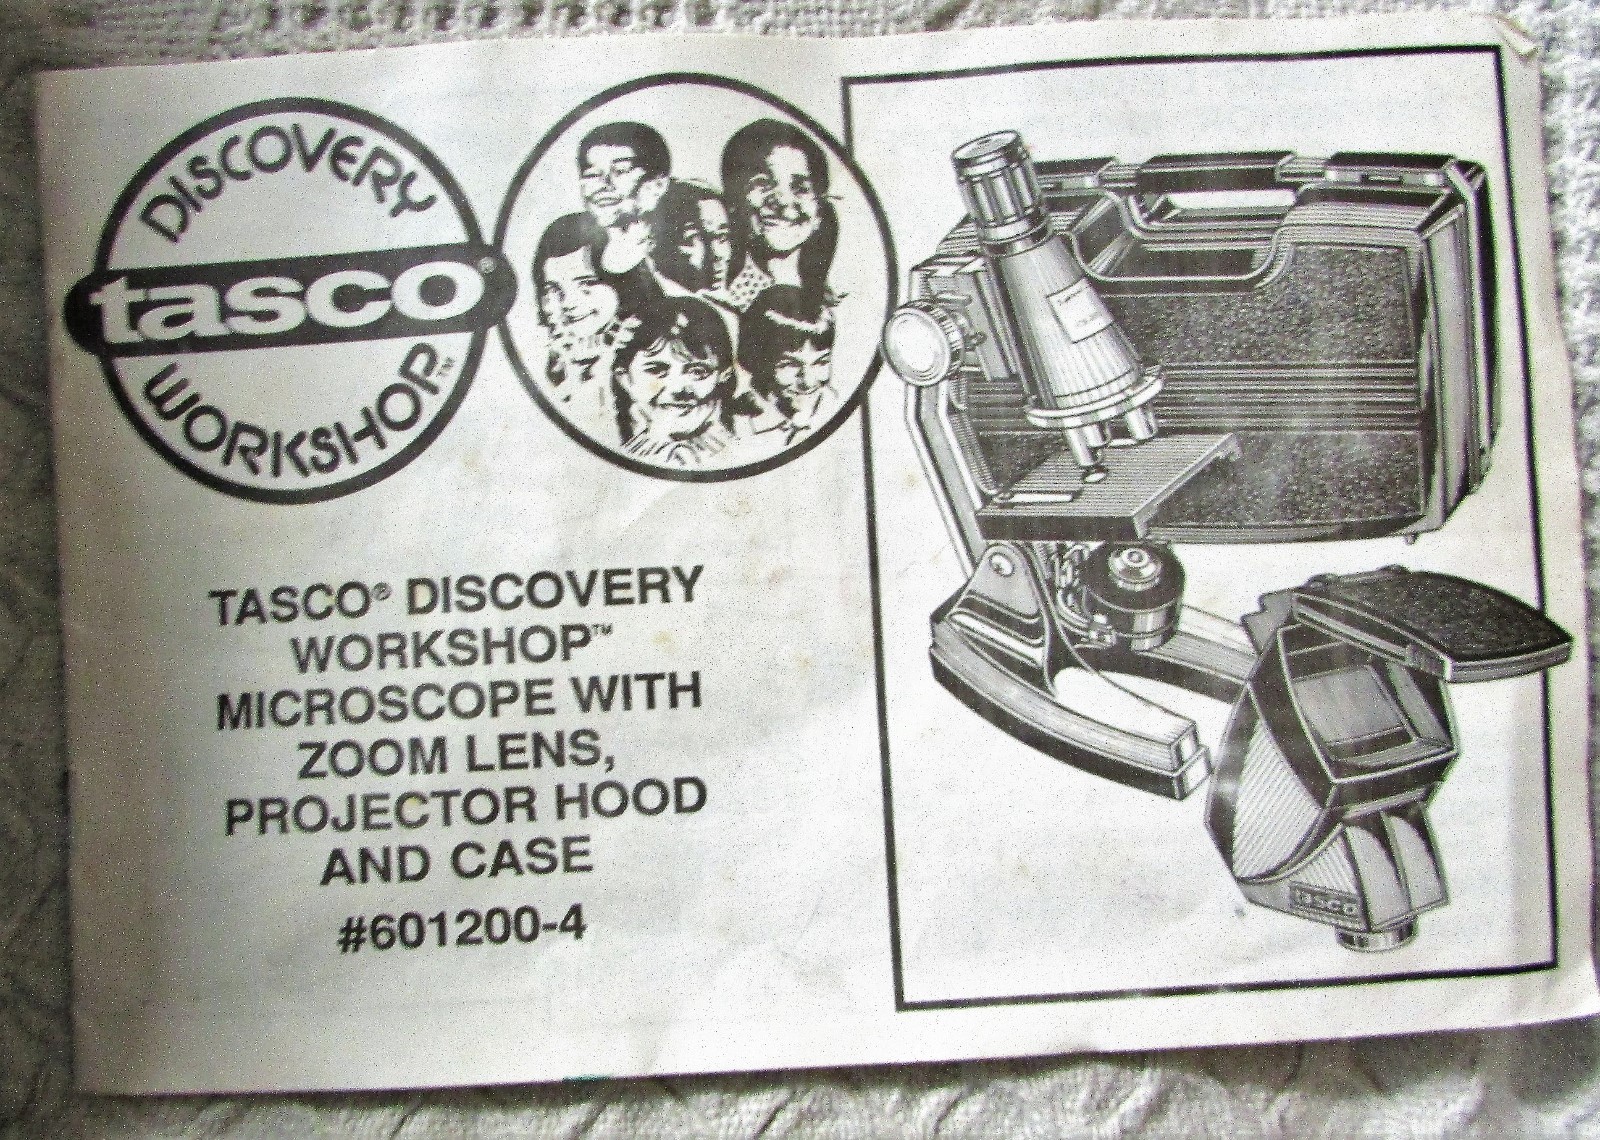 DISCOVERY
tasco®
WORKSHOP™
TASCO® DISCOVERY
WORKSHOP™
MICROSCOPE WITH
ZOOM LENS,
PROJECTOR HOOD
AND CASE
#601200-4
tasco